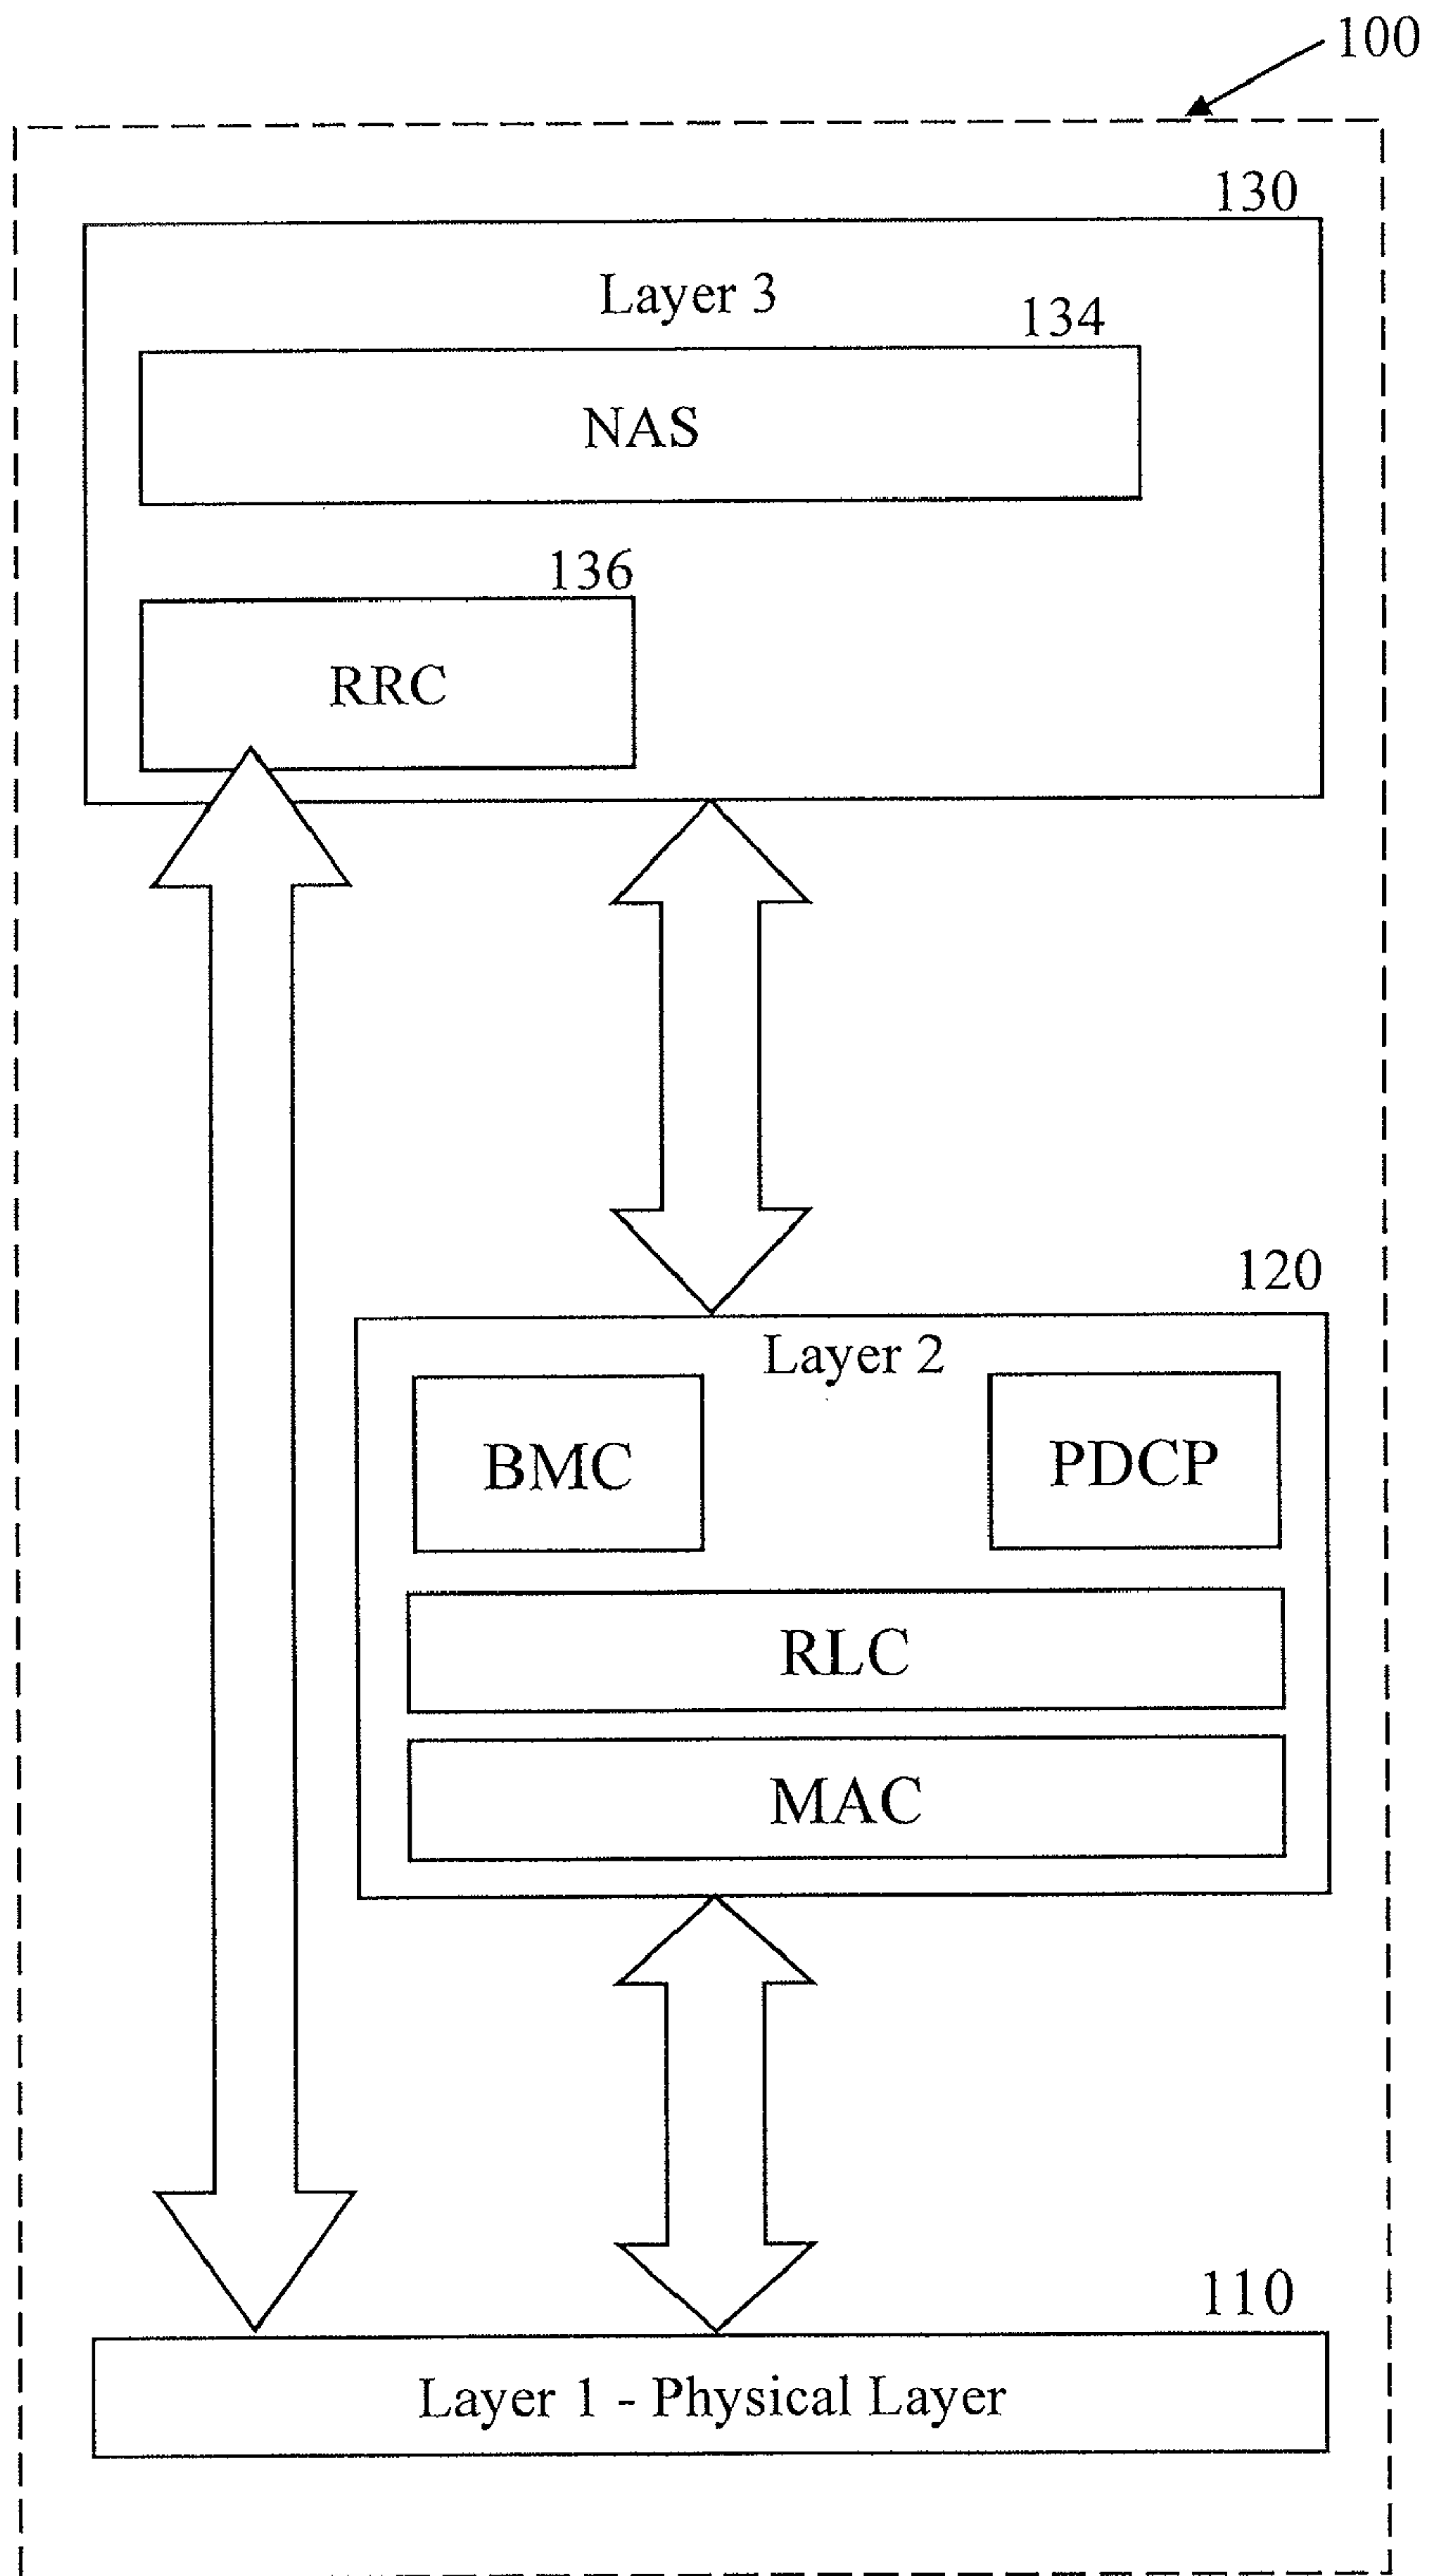 100
130
Layer 3
134
NAS
136
RRC
120
Layer 2
BMC
PDCP
RLC
MAC
110
Layer 1 - Physical Layer